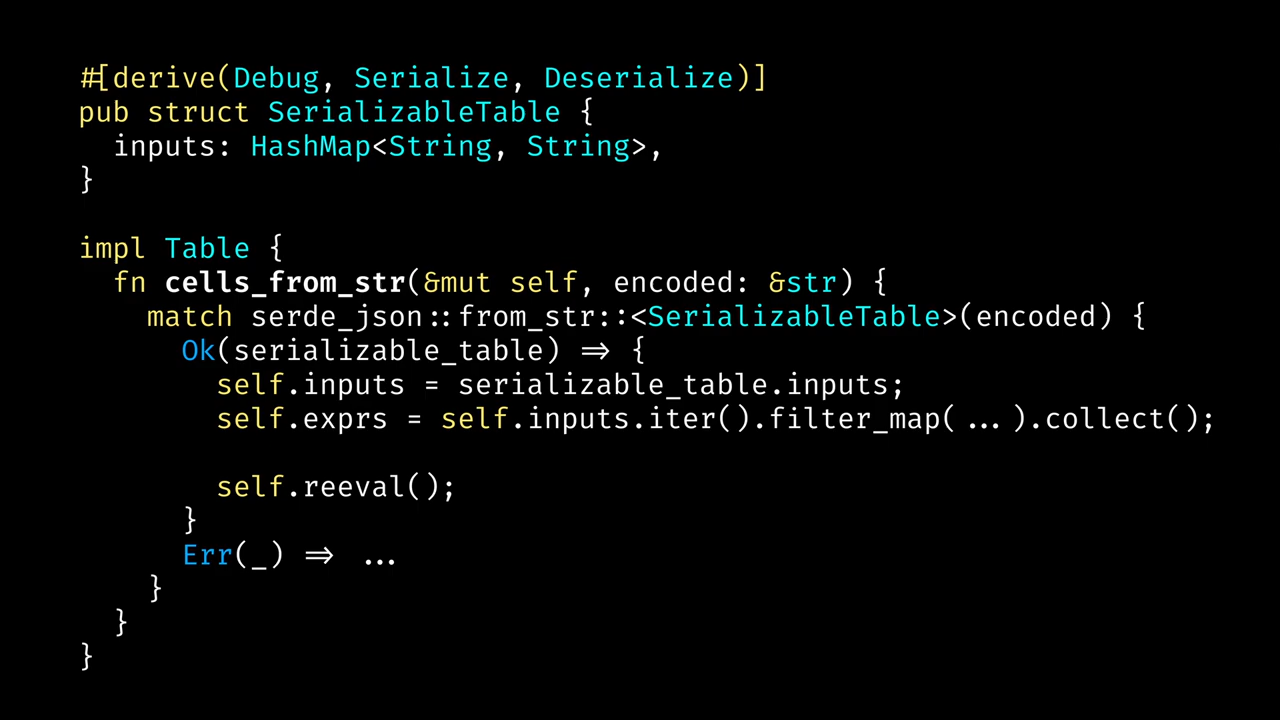 #[derive(Debug, Serialize, Deserialize)]
pub struct SerializableTable {
  inputs: HashMap<String, String>,
}

impl Table {
  fn cells_from_str(&mut self, encoded: &str) {
    match serde_json::from_str::<SerializableTable>(encoded) {
      Ok(serializable_table) => {
        self.inputs = serializable_table.inputs;
        self.exprs = self.inputs.iter().filter_map( ... ).collect();

        self.reeval();
      }
      Err(_) => ...
    }
  }
}